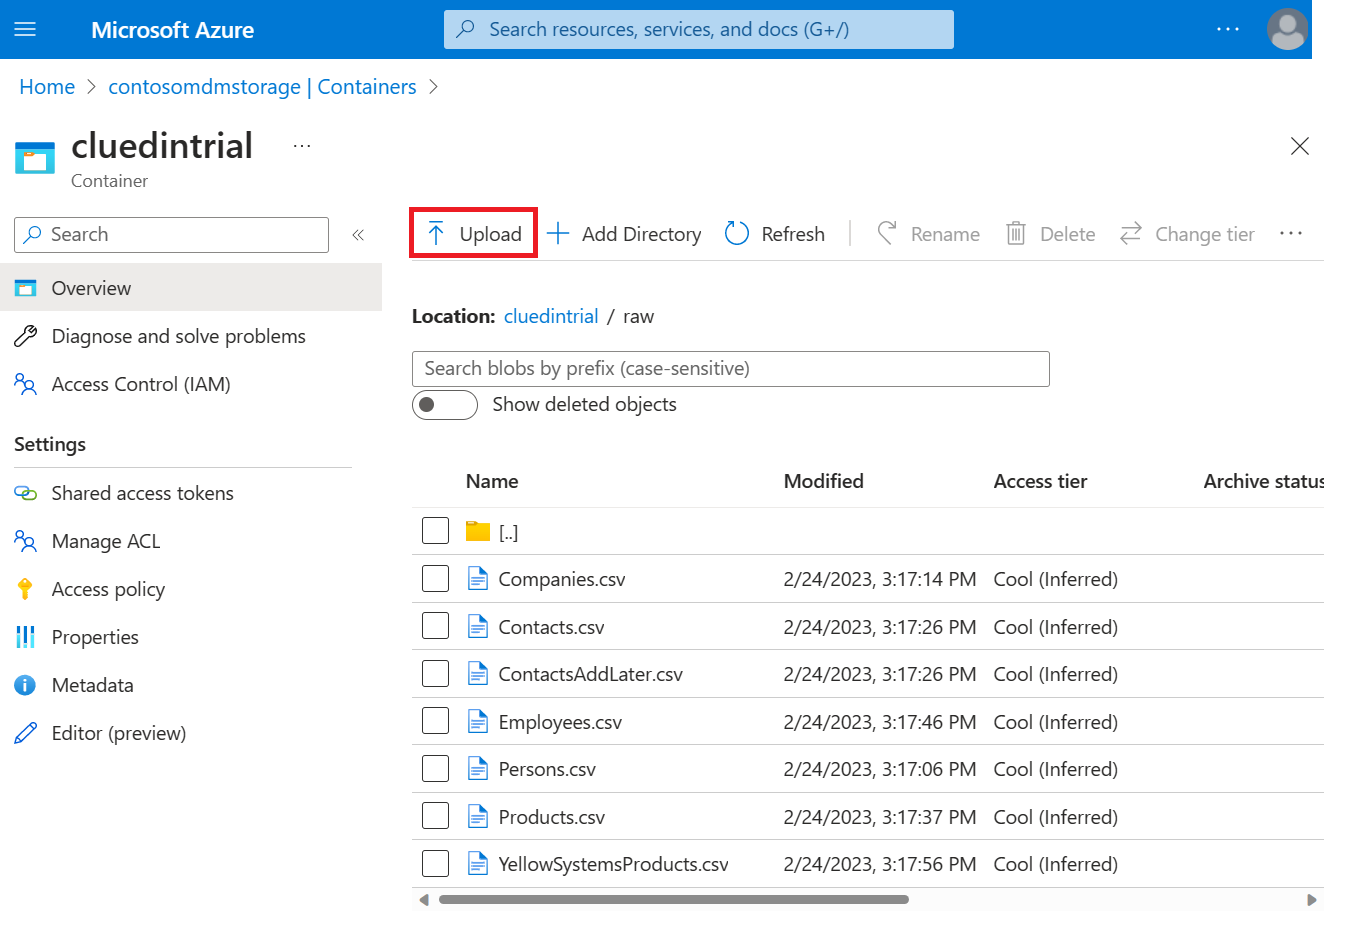 Microsoft Azure
Search resources, services, and docs (G+/)
Home > contosomdmstorage | Containers >
cluedintrial ...
Container
Search «
Upload + Add Directory Refresh Rename Delete Change tier ...
Overview
Diagnose and solve problems
Access Control (IAM)
Settings
Shared access tokens
Manage ACL
Access policy
Properties
Metadata
Editor (preview)
Location: cluedintrial / raw
Search blobs by prefix (case-sensitive)
Show deleted objects
Name Modified Access tier Archive status
[..]
Companies.csv 2/24/2023, 3:17:14 PM Cool (Inferred)
Contacts.csv 2/24/2023, 3:17:26 PM Cool (Inferred)
ContactsAddLater.csv 2/24/2023, 3:17:26 PM Cool (Inferred)
Employees.csv 2/24/2023, 3:17:46 PM Cool (Inferred)
Persons.csv 2/24/2023, 3:17:06 PM Cool (Inferred)
Products.csv 2/24/2023, 3:17:37 PM Cool (Inferred)
YellowSystemsProducts.csv 2/24/2023, 3:17:56 PM Cool (Inferred)